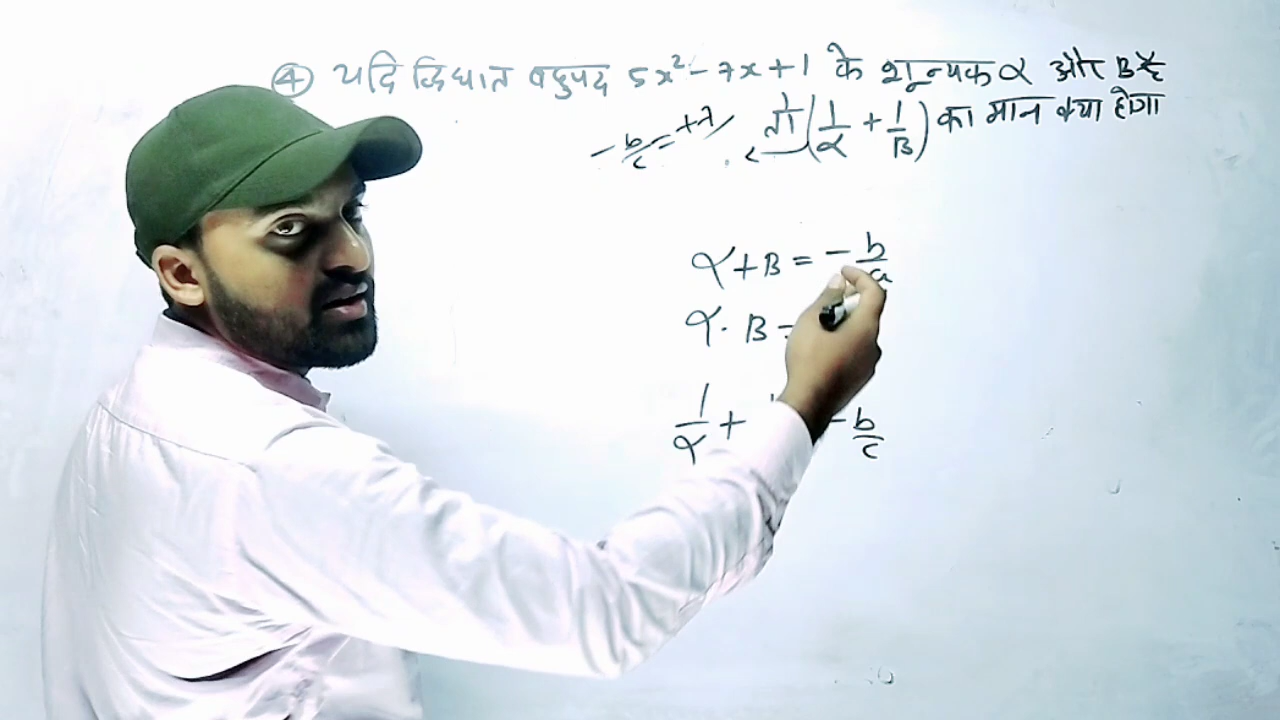 ④ यदि द्विघात बहुपद 5x² - 7x + 1 के शून्यक α और B है
- b/c = +7 (1/α + 1/B) का मान क्या होगा
α + B = - b/a
α . B =
1/α + - b/c